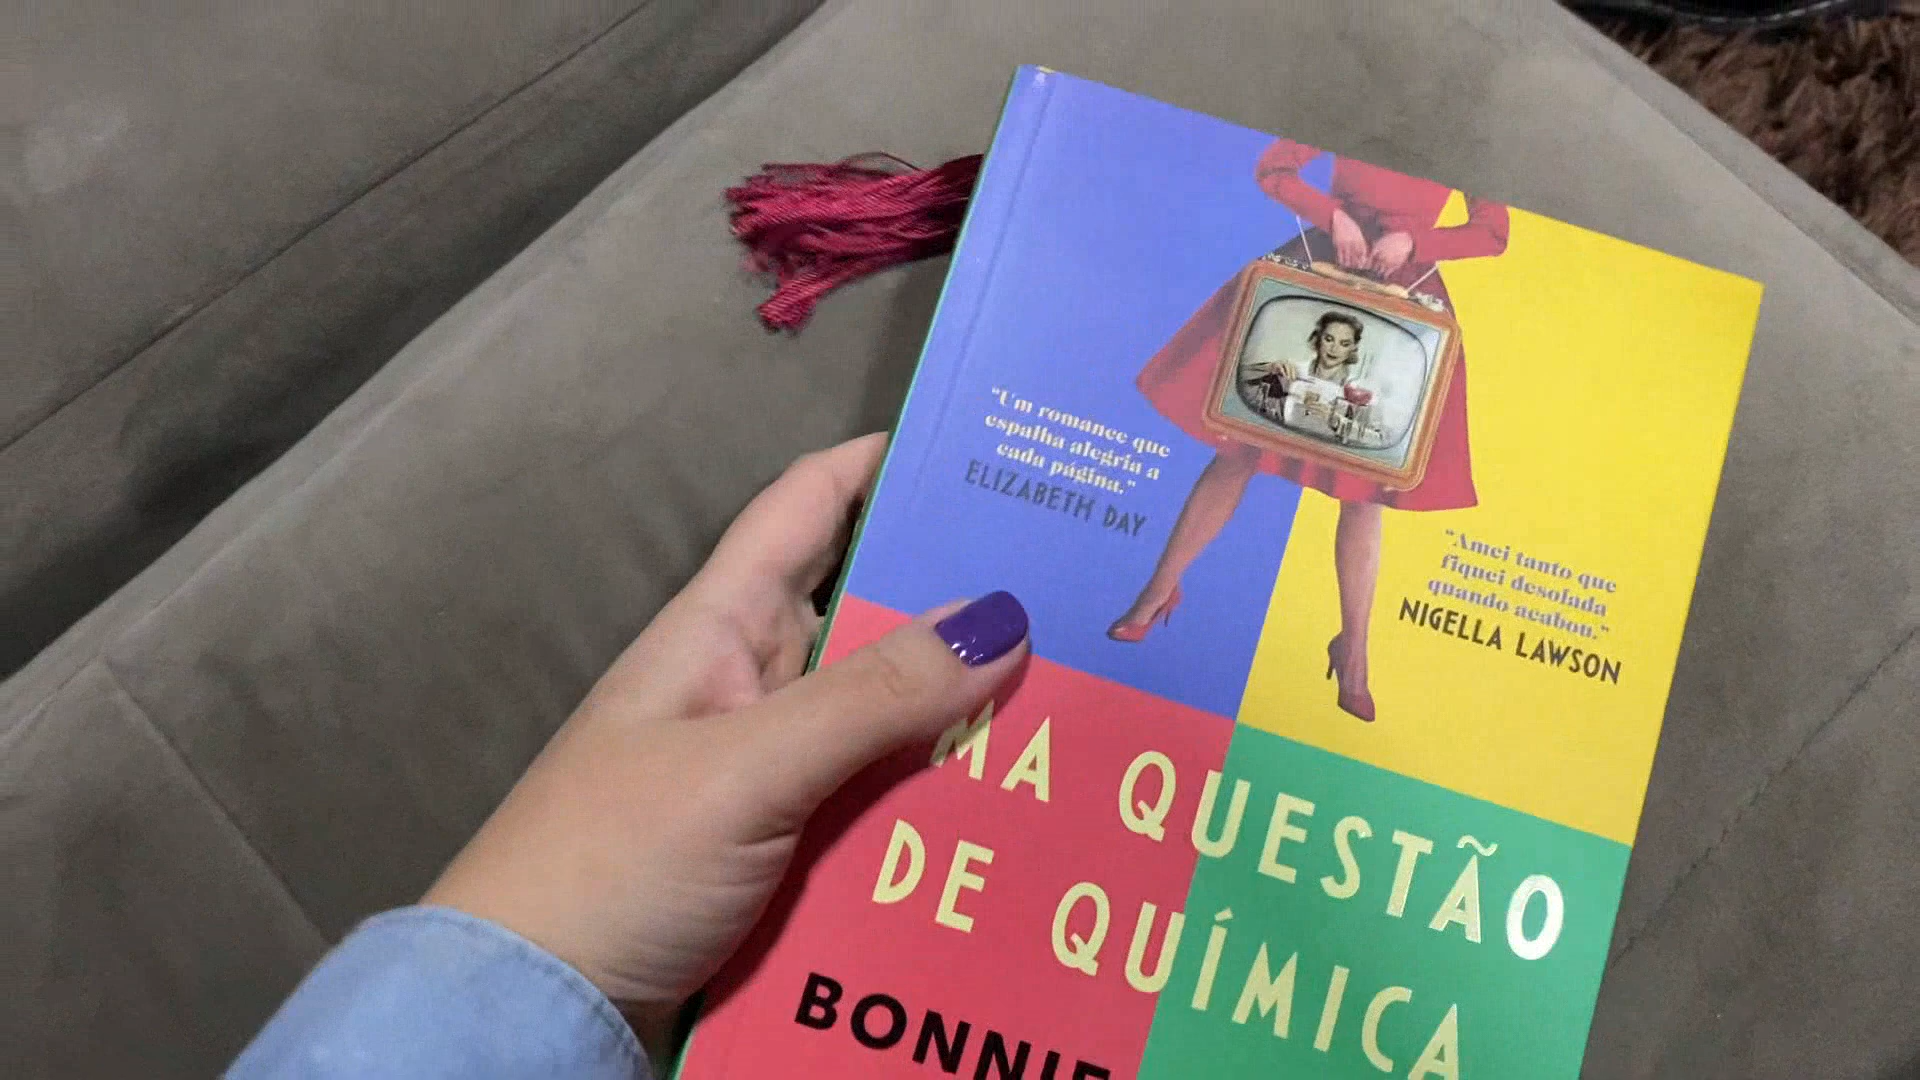 "Um romance que
espalha alegria a
cada página."
ELIZABETH DAY
"Amei tanto que
fiquei desolada
quando acabou."
NIGELLA LAWSON
MA QUESTÃO
DE QUÍMICA
BONNIE